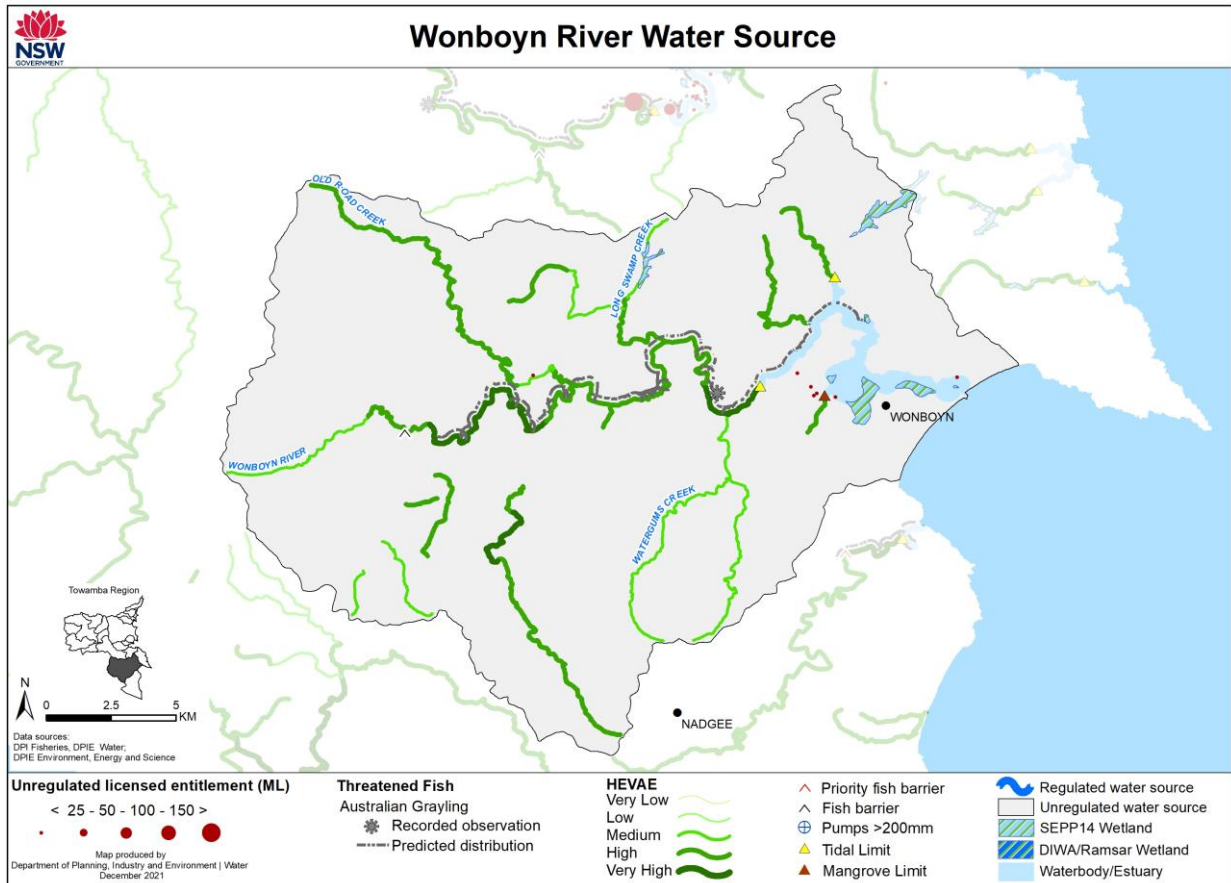 NSW
GOVERNMENT
Wonboyn River Water Source
OLD ROAD CREEK
LONG SWAMP CREEK
WONBOYN
WONBOYN RIVER
WATERGUMS CREEK
Towamba Region
N
0 2.5 5
KM
NADGEE
Data sources:
DPI Fisheries, DPIE Water;
DPIE Environment, Energy and Science
Unregulated licensed entitlement (ML)
< 25 - 50 - 100 - 150 >
Map produced by
Department of Planning, Industry and Environment | Water
December 2021
Threatened Fish
Australian Grayling
Recorded observation
Predicted distribution
HEVAE
Very Low
Low
Medium
High
Very High
Priority fish barrier
Fish barrier
Pumps >200mm
Tidal Limit
Mangrove Limit
Regulated water source
Unregulated water source
SEPP14 Wetland
DIWA/Ramsar Wetland
Waterbody/Estuary